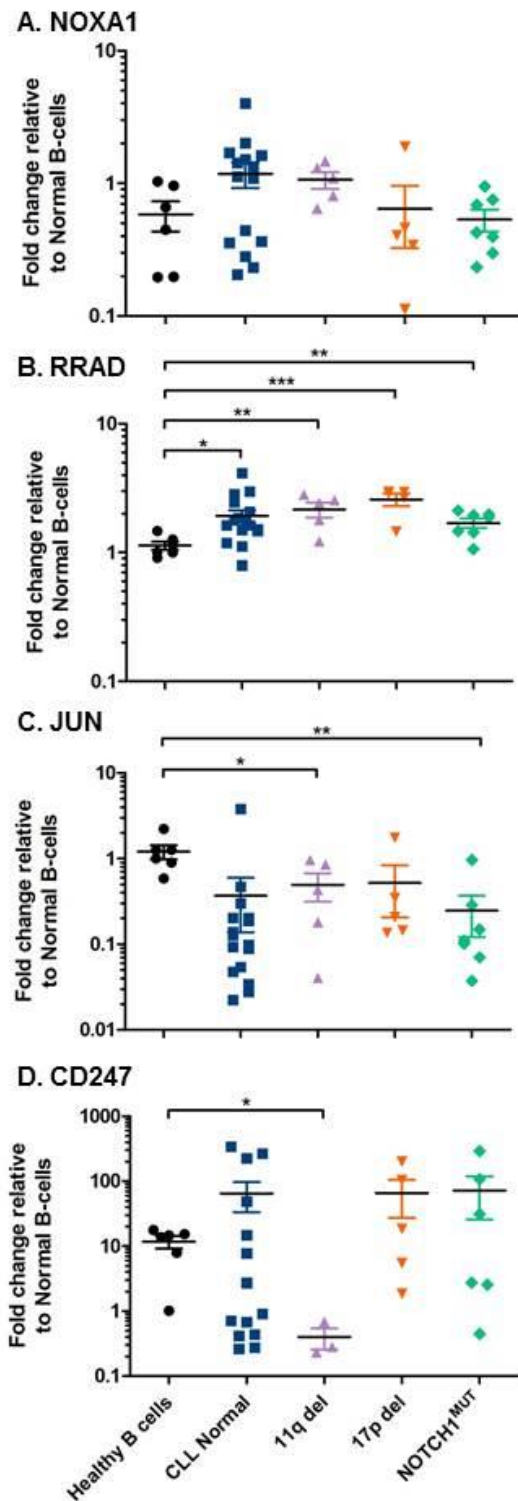 A. NOXA1
Fold change relative
to Normal B-cells
10
1
0.1
B. RRAD
**
***
**
*
Fold change relative
to Normal B-cells
10
1
0.1
C. JUN
**
*
Fold change relative
to Normal B-cells
10
1
0.1
0.01
D. CD247
*
Fold change relative
to Normal B-cells
1000
100
10
1
0.1
Healthy B cells
CLL Normal
11q del
17p del
NOTCH1ᴹᵁᵀ